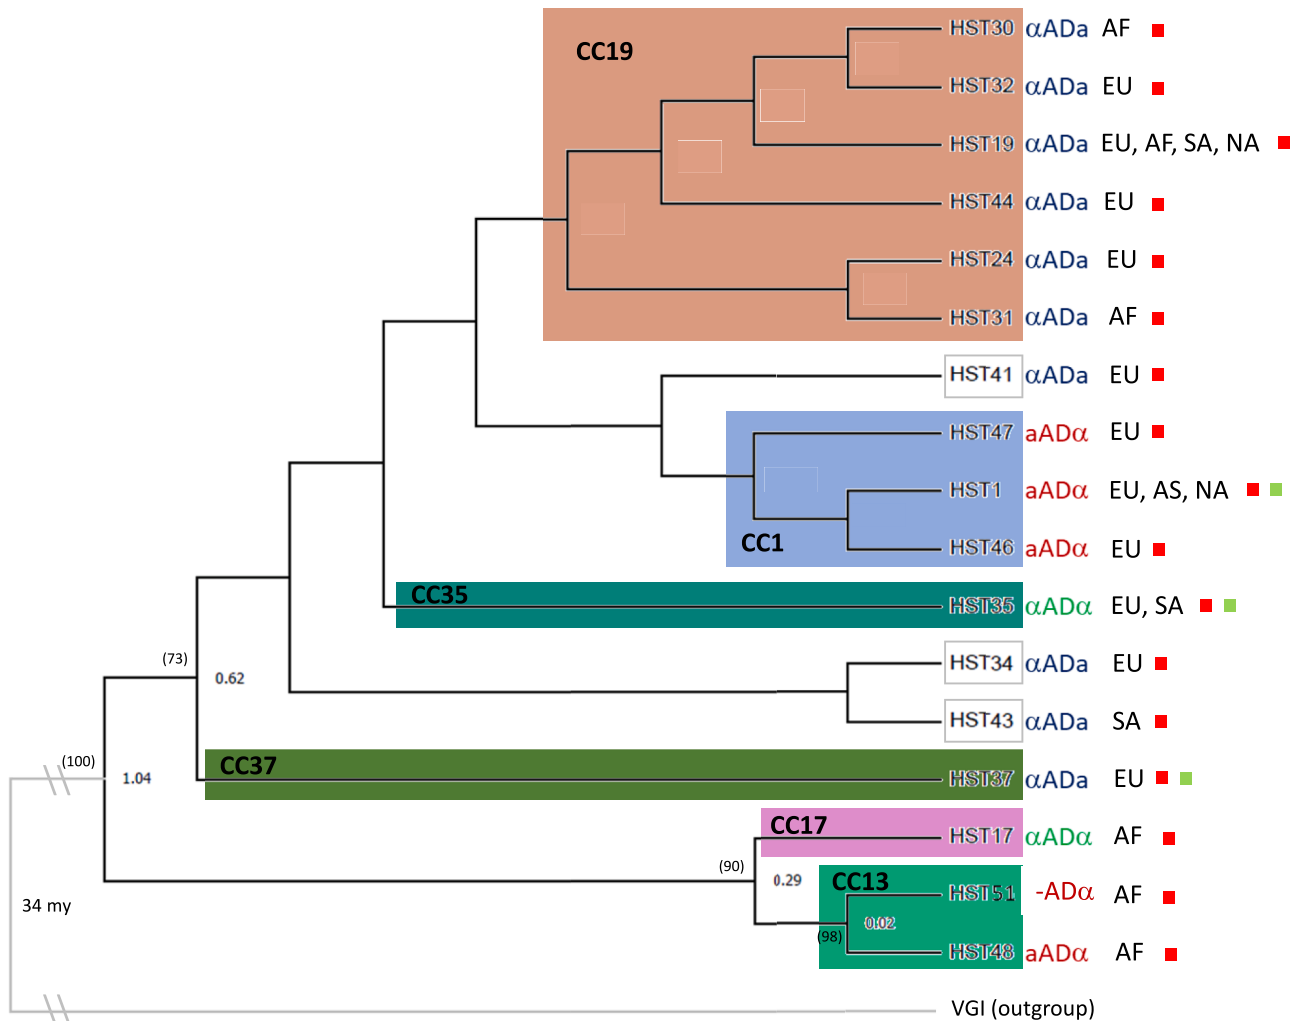 CC19
HST30 αADa AF
HST32 αADa EU
HST19 αADa EU, AF, SA, NA
HST44 αADa EU
HST24 αADa EU
HST31 αADa AF
HST41 αADa EU
HST47 aADα EU
HST1 aADα EU, AS, NA
CC1
HST46 aADα EU
CC35
HST35 αADα EU, SA
HST34 αADa EU
(73)
0.62
HST43 αADa SA
(100)
1.04
CC37
HST37 αADa EU
CC17
HST17 αADα AF
(90)
0.29
CC13
HST51 -ADα AF
34 my
0.02
(98)
HST48 aADα AF
VGI (outgroup)